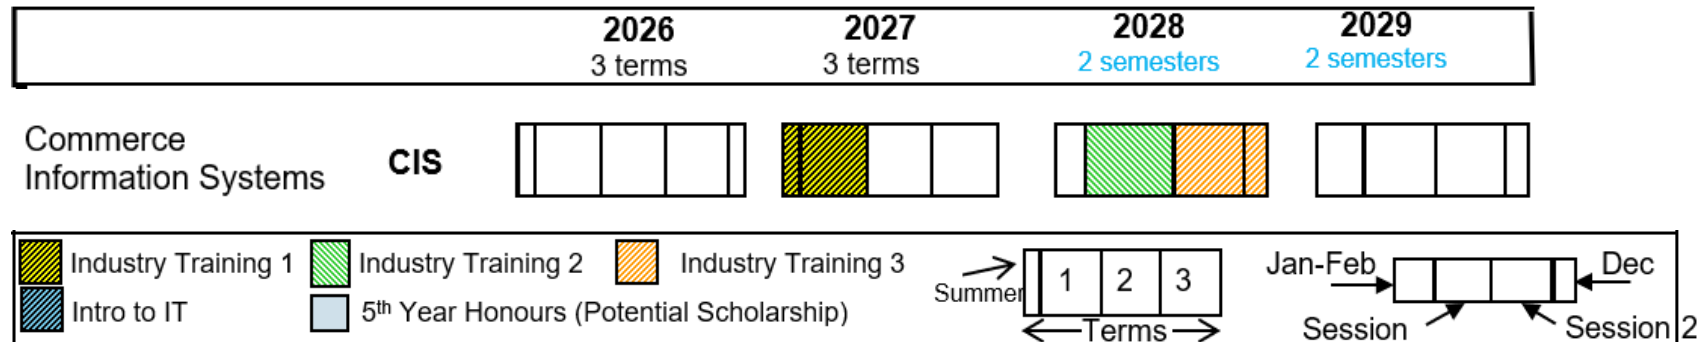 2026 2027 2028 2029
3 terms 3 terms 2 semesters 2 semesters
Commerce
Information Systems
CIS
Industry Training 1 Industry Training 2 Industry Training 3
Intro to IT 5th Year Honours (Potential Scholarship)
Summer
1 2 3
Terms
Jan-Feb Dec
Session Session 2